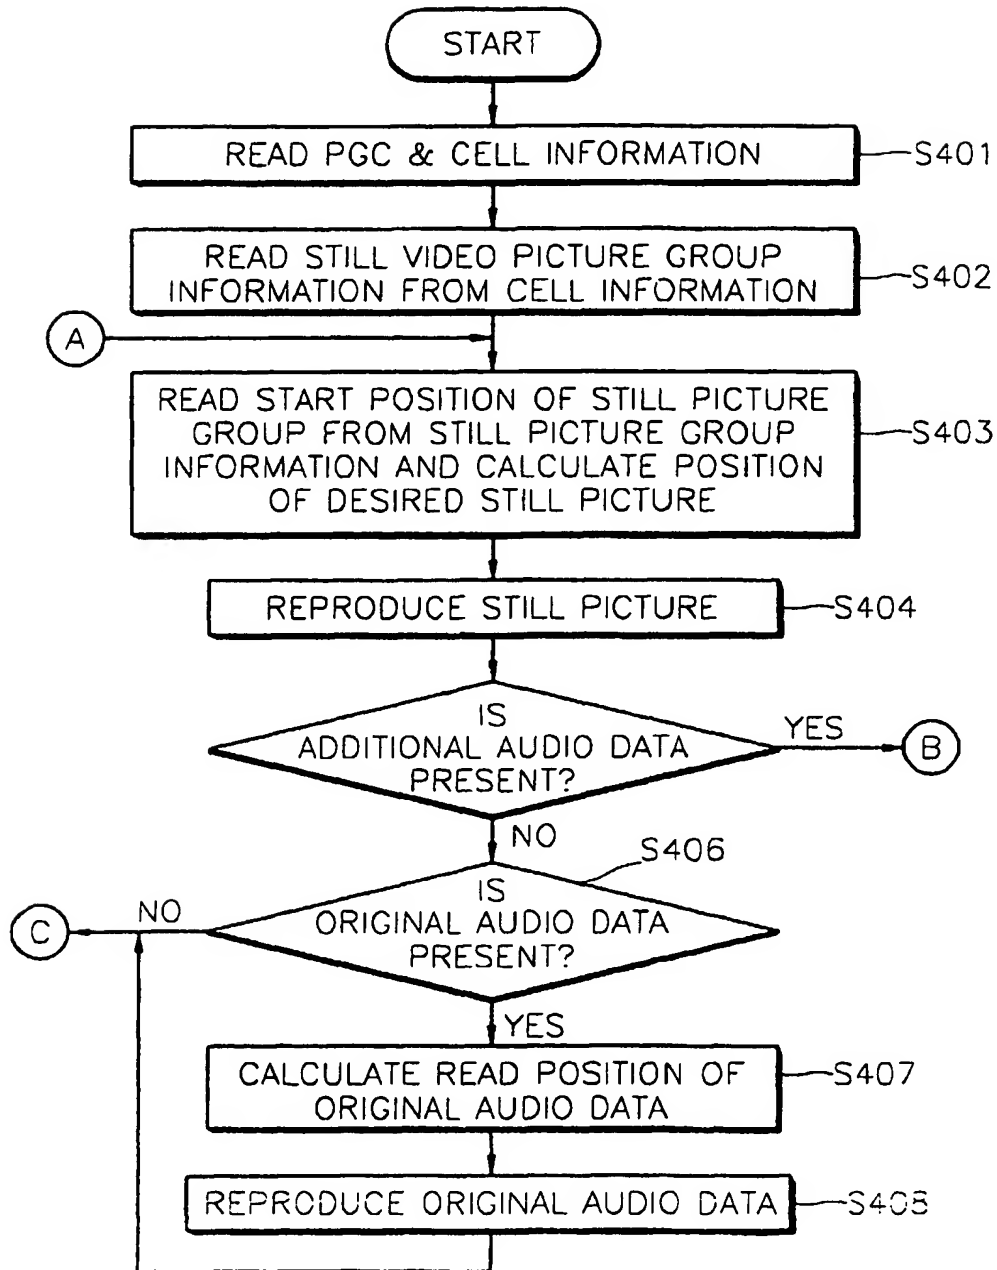 START
READ PGC & CELL INFORMATION
S401
READ STILL VIDEO PICTURE GROUP
INFORMATION FROM CELL INFORMATION
S402
A
READ START POSITION OF STILL PICTURE
GROUP FROM STILL PICTURE GROUP
INFORMATION AND CALCULATE POSITION
OF DESIRED STILL PICTURE
S403
REPRODUCE STILL PICTURE
S404
IS
ADDITIONAL AUDIO DATA
PRESENT?
YES
B
NO
S406
IS
ORIGINAL AUDIO DATA
PRESENT?
NO
C
YES
CALCULATE READ POSITION OF
ORIGINAL AUDIO DATA
S407
REPRODUCE ORIGINAL AUDIO DATA
S408